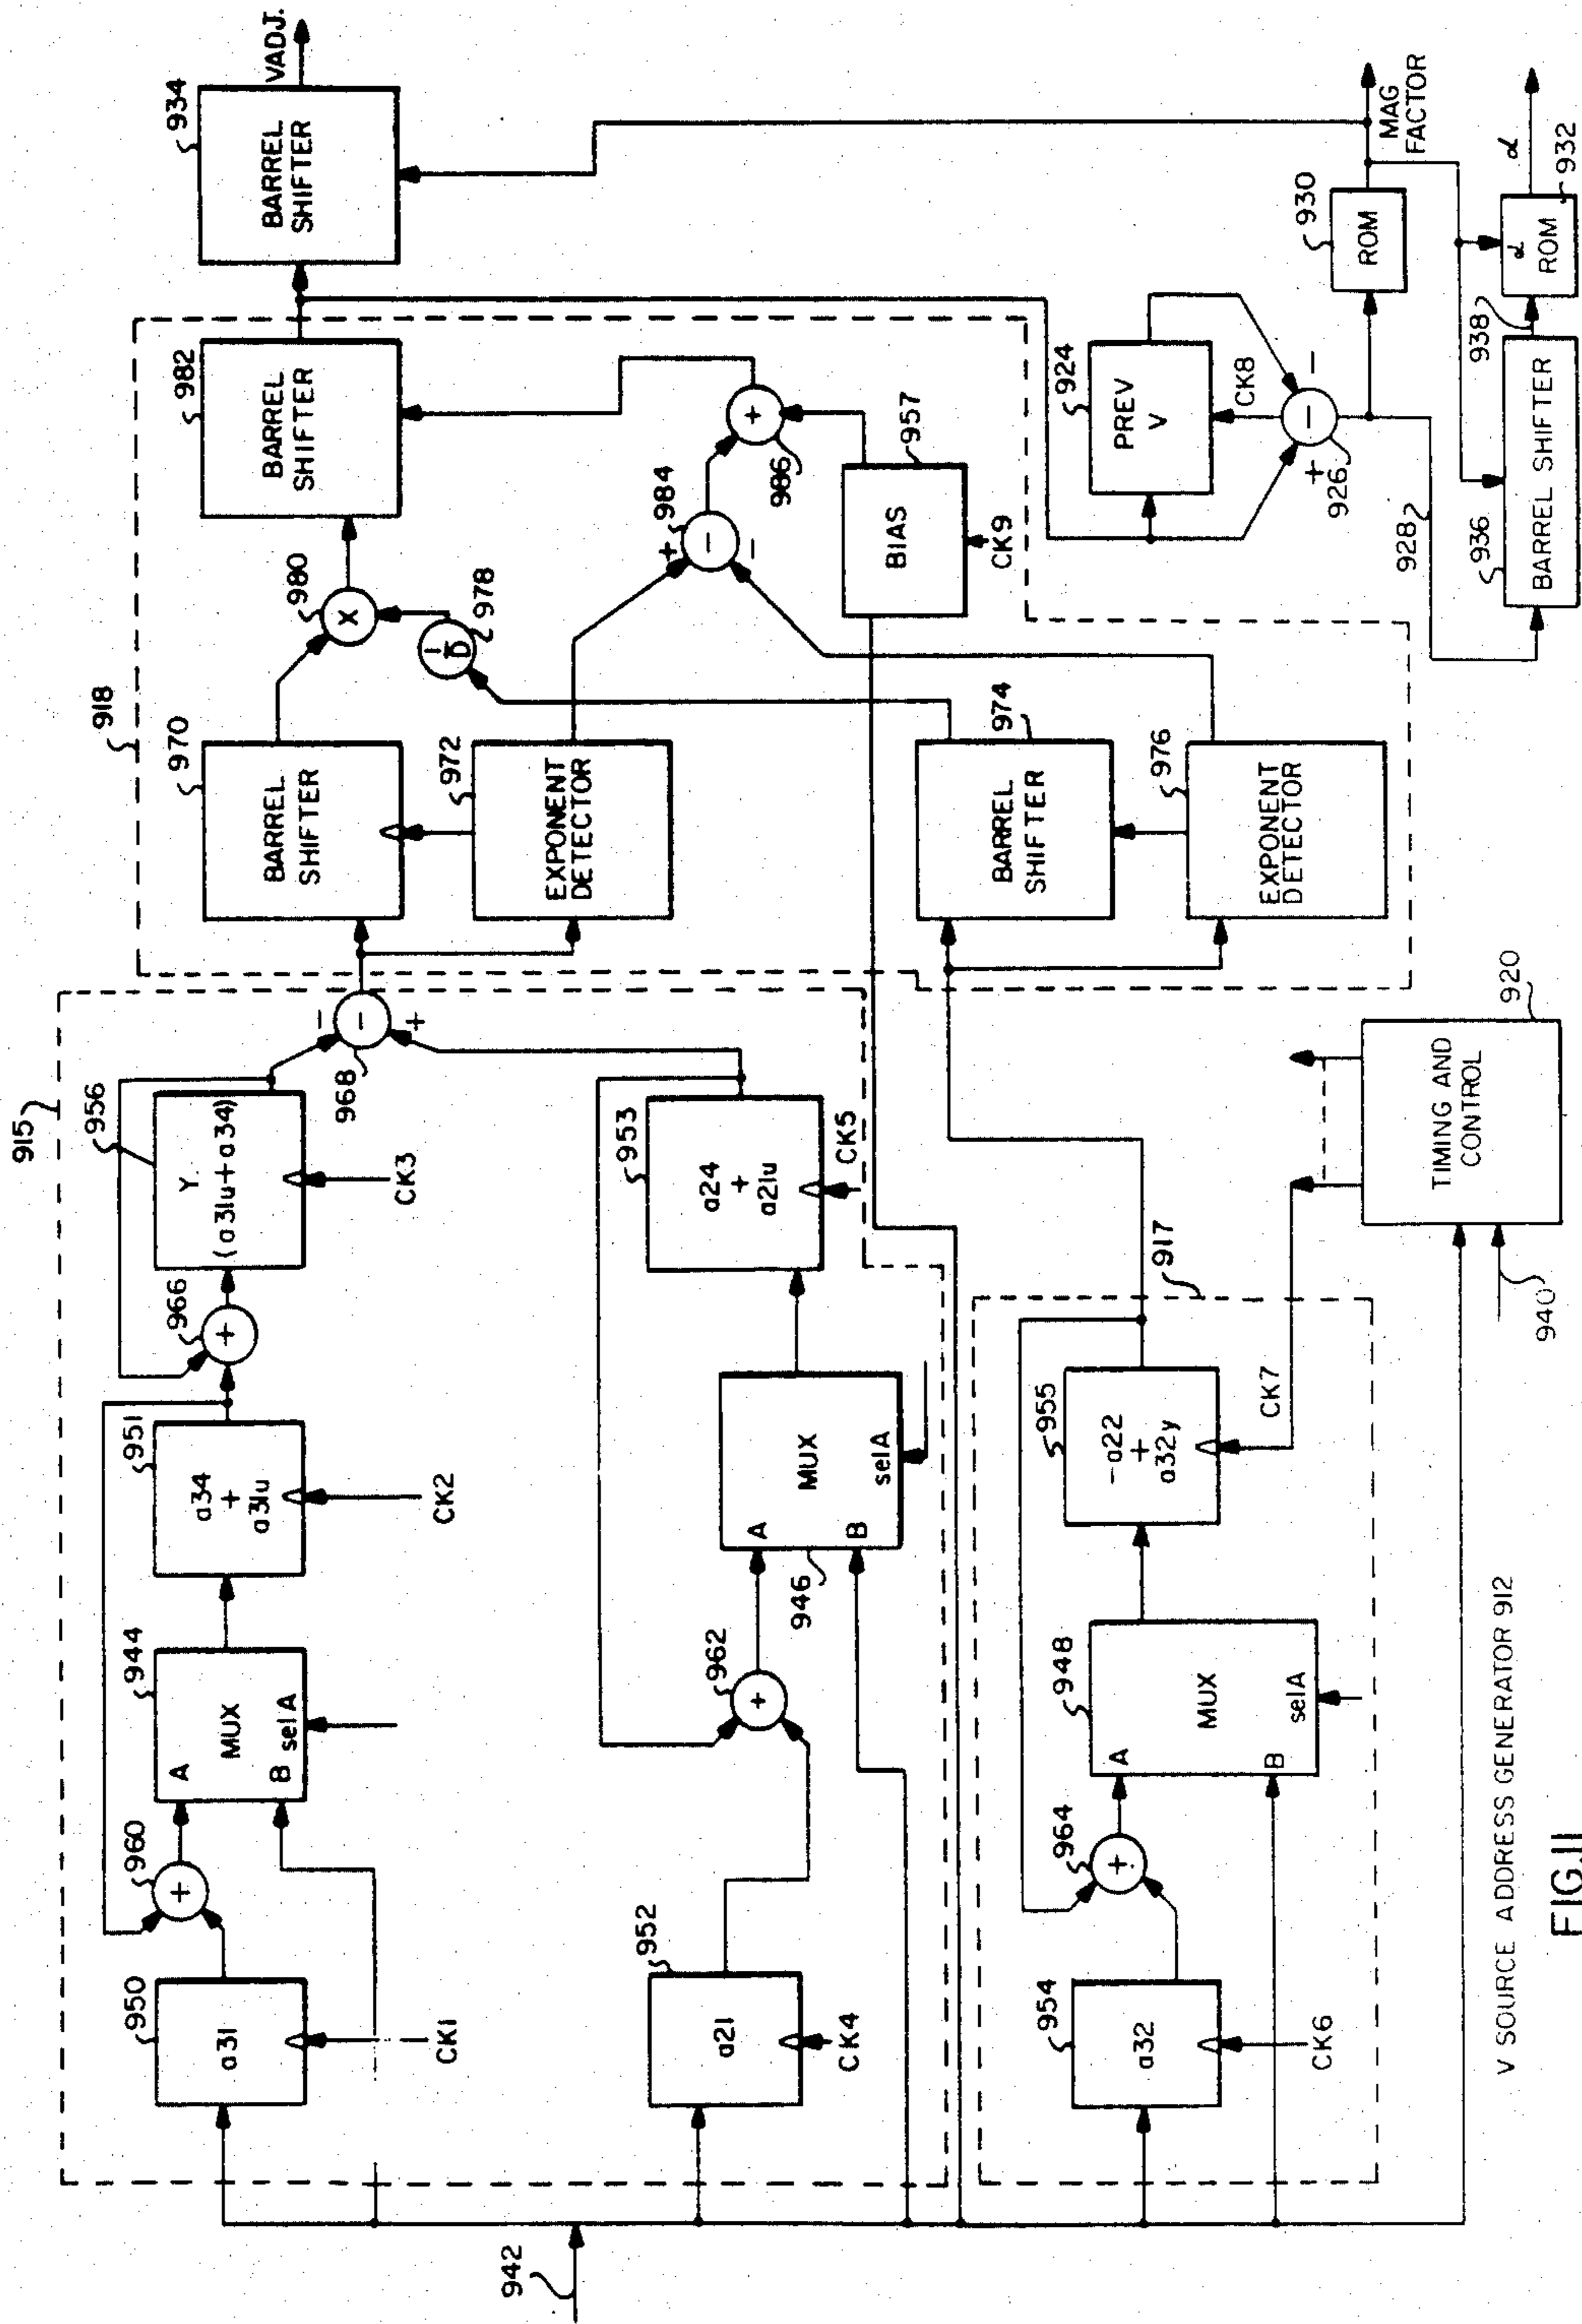 915
956
Y
(a31u+a34)
966
CK3
968
-
-
+
951
a34
+
a31u
CK2
944
A
MUX
B
selA
960
+
+
950
a31
CK1
953
a24
+
a21u
CK5
MUX
A
B
selA
946
962
+
952
a21
CK4
942
917
955
-a22
+
a32y
CK7
948
A
MUX
B
selA
964
+
954
a32
CK6
920
TIMING AND
CONTROL
940
918
970
BARREL
SHIFTER
972
EXPONENT
DETECTOR
974
BARREL
SHIFTER
976
EXPONENT
DETECTOR
980
X
978
1
D
982
BARREL
SHIFTER
984
+
-
-
986
+
957
BIAS
CK9
934
BARREL
SHIFTER
VADJ.
924
PREV
V
CK8
-
-
+
926
928
930
ROM
MAG
FACTOR
936
BARREL SHIFTER
938
α
ROM
932
α
V SOURCE ADDRESS GENERATOR 912
FIG.11